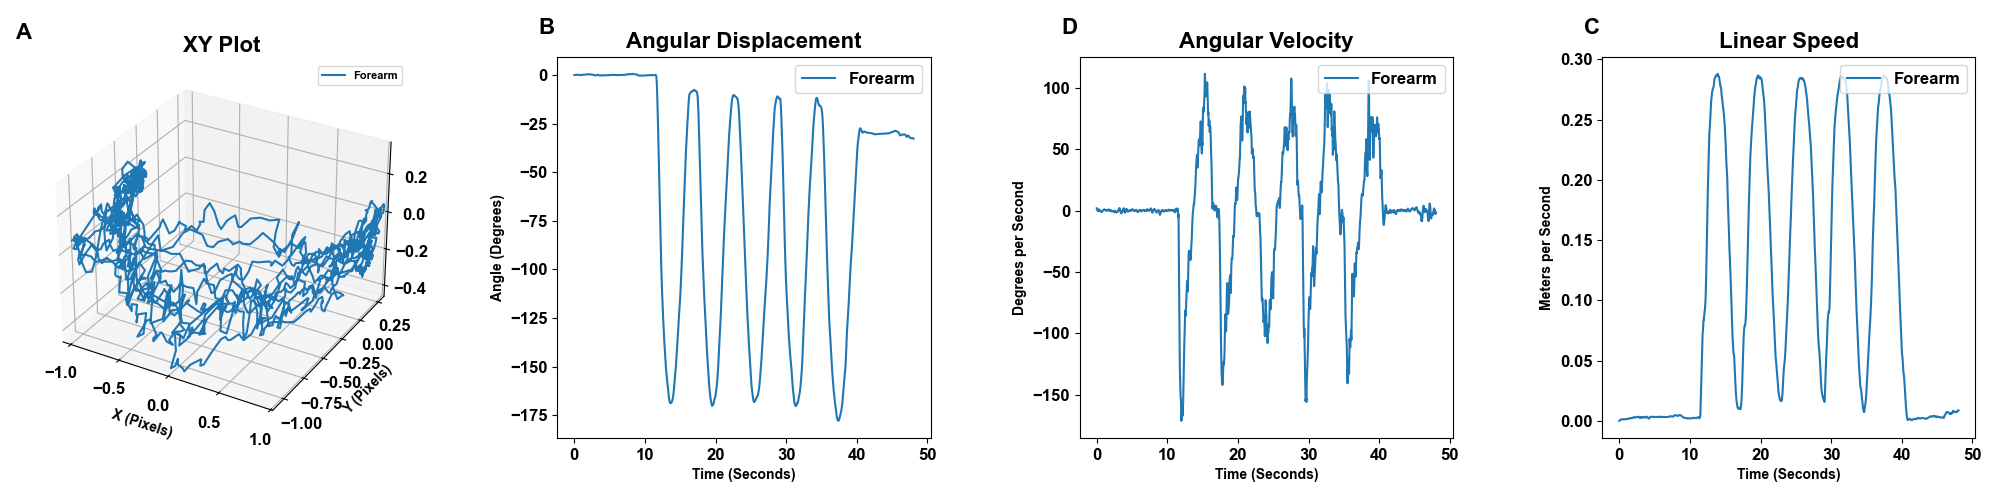 A
XY Plot
Forearm
0.2
0.0
−0.2
−0.4
0.25
0.00
−0.25
−0.50
−0.75
−1.00
Y (Pixels)
−1.0
−0.5
0.0
0.5
1.0
X (Pixels)
B
Angular Displacement
Forearm
0
−25
−50
−75
−100
−125
−150
−175
Angle (Degrees)
0 10 20 30 40 50
Time (Seconds)
D
Angular Velocity
Forearm
100
50
0
−50
−100
−150
Degrees per Second
0 10 20 30 40 50
Time (Seconds)
C
Linear Speed
Forearm
0.30
0.25
0.20
0.15
0.10
0.05
0.00
Meters per Second
0 10 20 30 40 50
Time (Seconds)